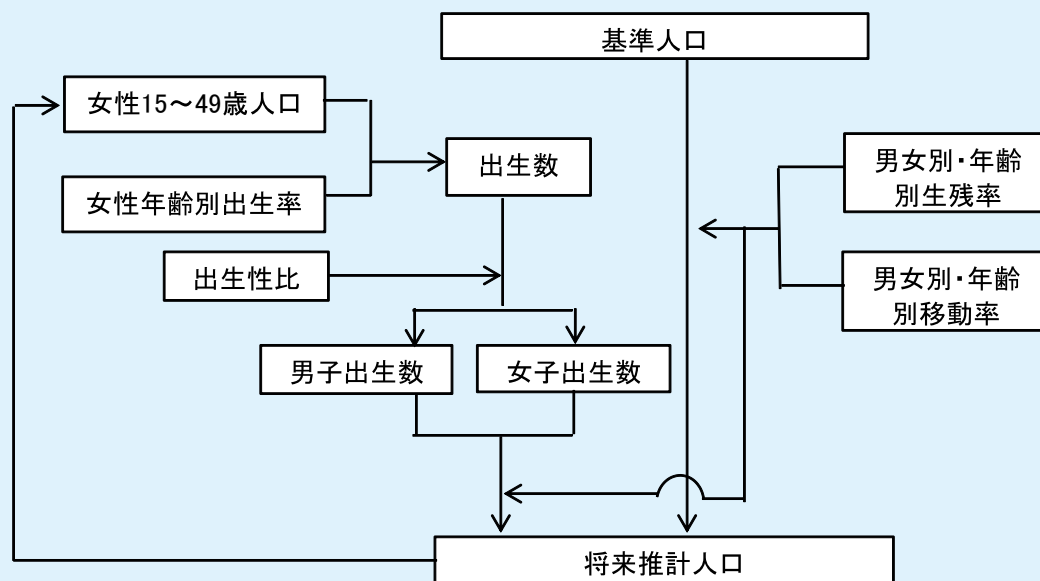 基準人口
女性15～49歳人口
出生数
男女別・年齢
別生残率
女性年齢別出生率
出生性比
男女別・年齢
別移動率
男子出生数
女子出生数
将来推計人口